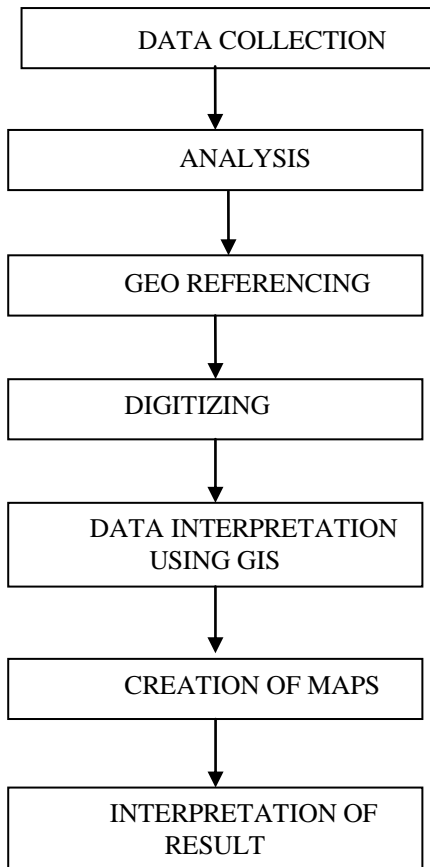 DATA COLLECTION
ANALYSIS
GEO REFERENCING
DIGITIZING
DATA INTERPRETATION
USING GIS
CREATION OF MAPS
INTERPRETATION OF
RESULT